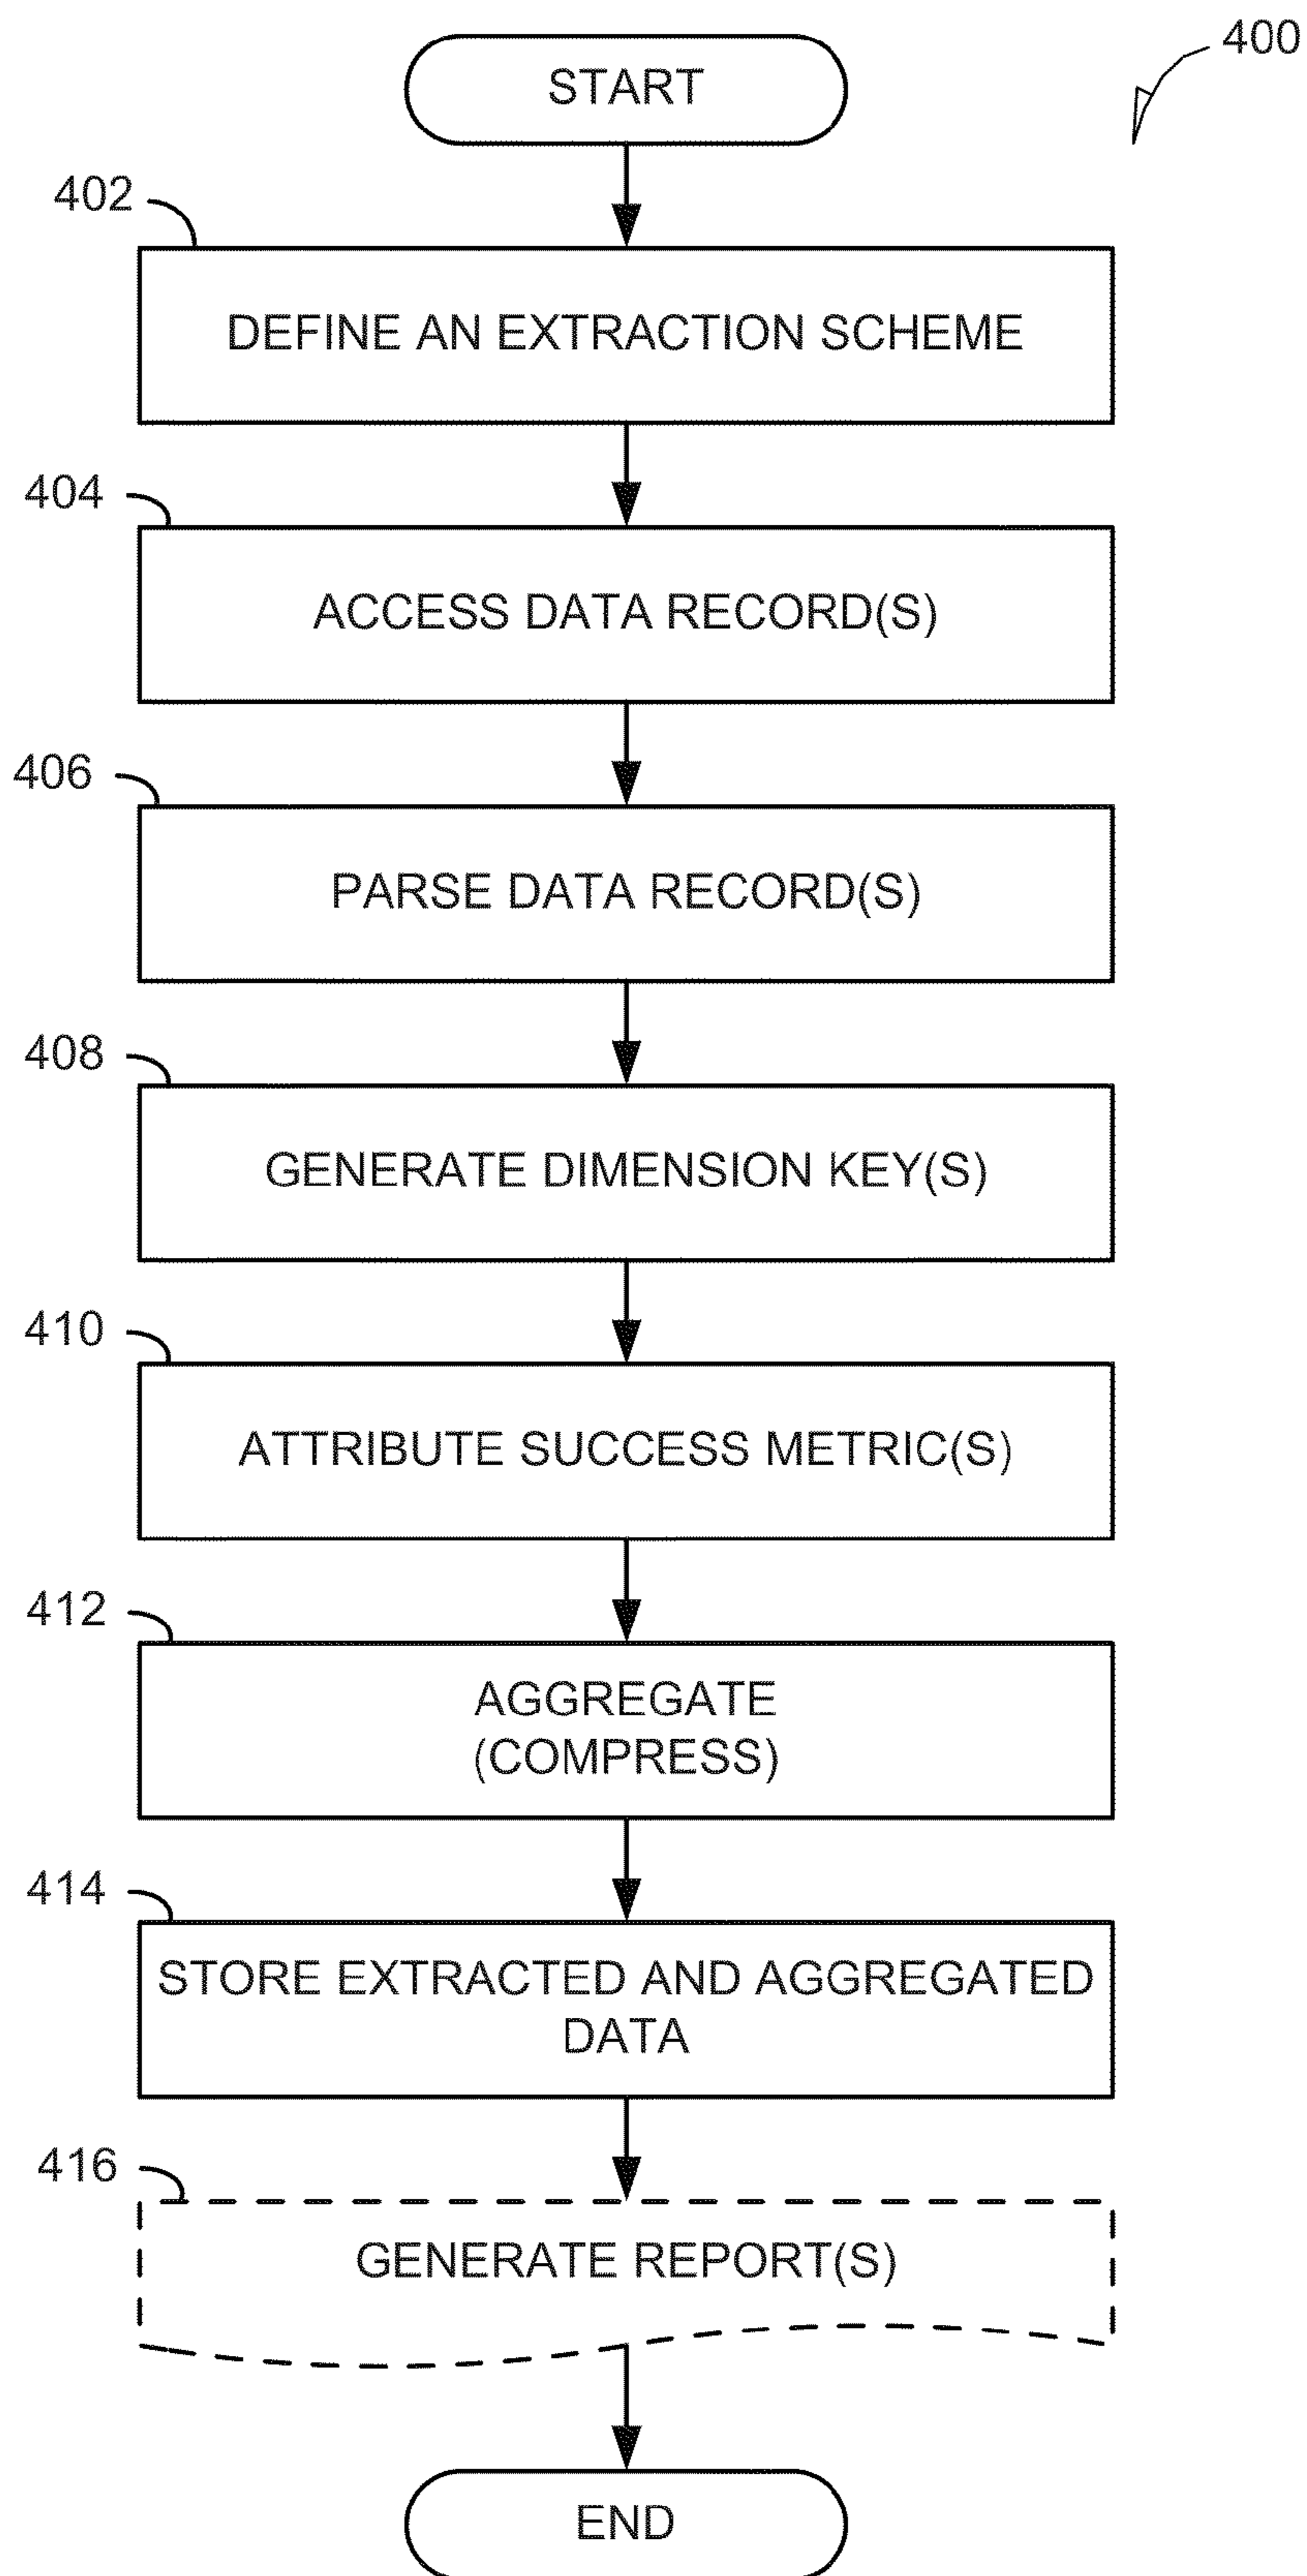 400
START
402
DEFINE AN EXTRACTION SCHEME
404
ACCESS DATA RECORD(S)
406
PARSE DATA RECORD(S)
408
GENERATE DIMENSION KEY(S)
410
ATTRIBUTE SUCCESS METRIC(S)
412
AGGREGATE
(COMPRESS)
414
STORE EXTRACTED AND AGGREGATED
DATA
416
GENERATE REPORT(S)
END